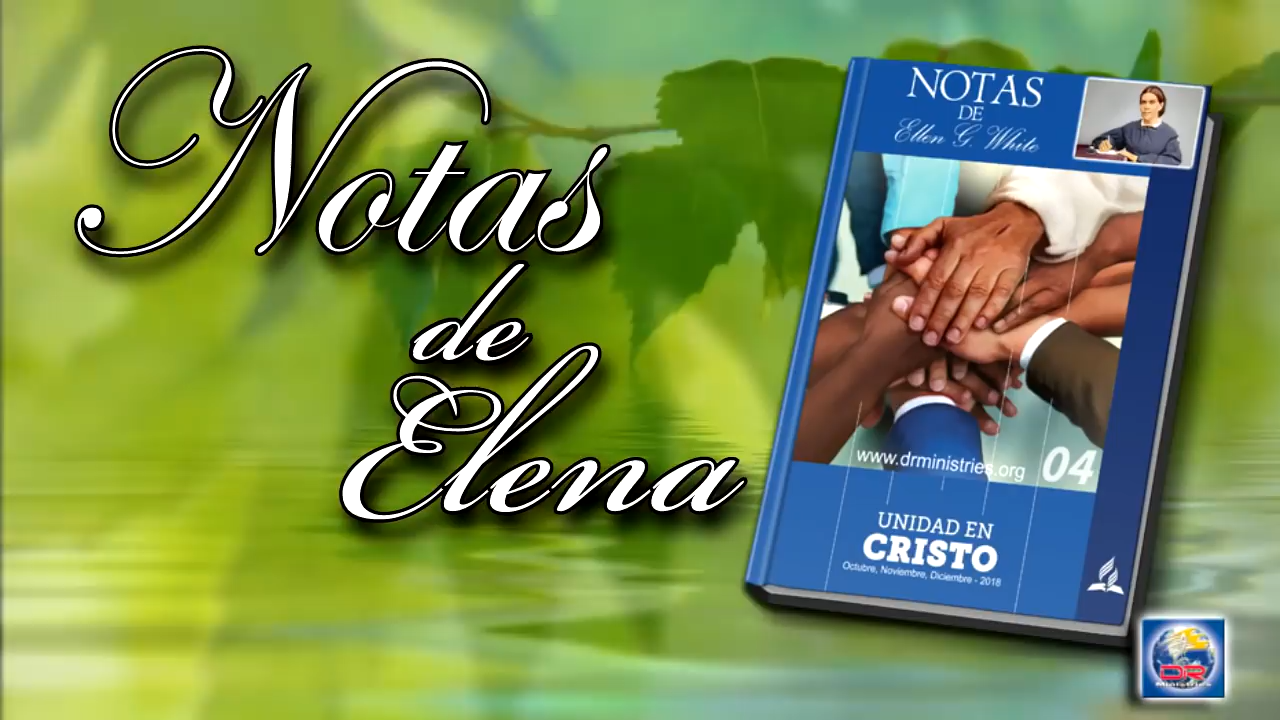 Notas
de
Elena
NOTAS
DE
Ellen G. White
www.drministries.org 04
UNIDAD EN
CRISTO
Octubre, Noviembre, Diciembre - 2018
DR
Ministries